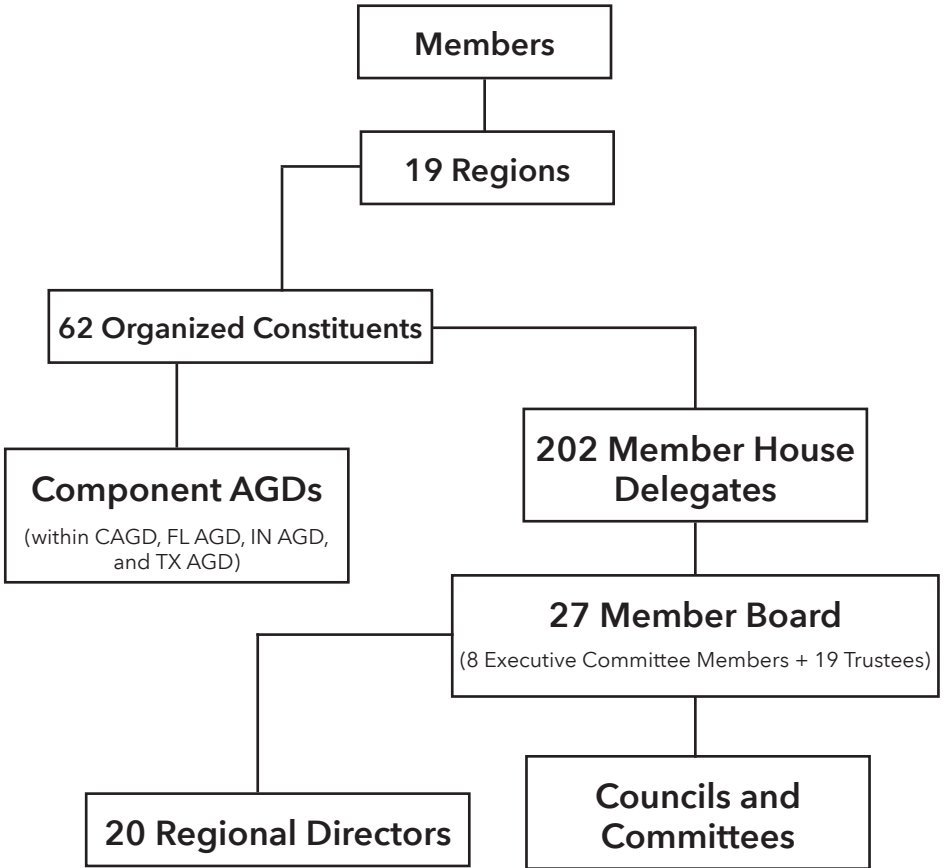 Members
19 Regions
62 Organized Constituents
Component AGDs
(within CAGD, FL AGD, IN AGD,
and TX AGD)
202 Member House
Delegates
27 Member Board
(8 Executive Committee Members + 19 Trustees)
20 Regional Directors
Councils and
Committees